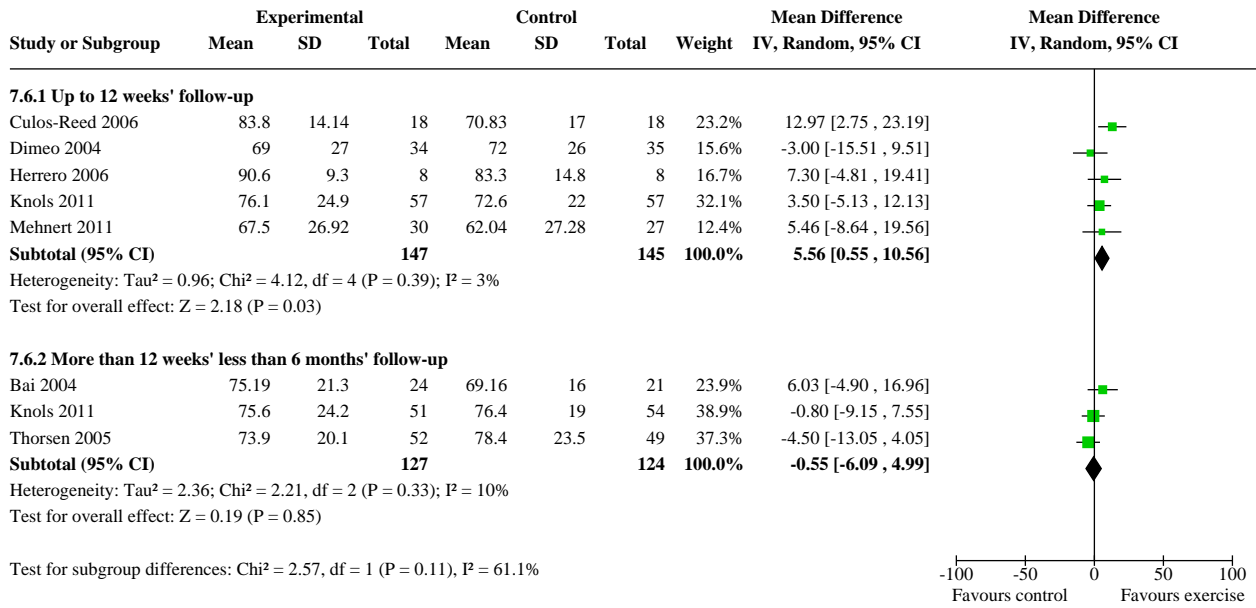 Experimental Control Mean Difference Mean Difference
Study or Subgroup Mean SD Total Mean SD Total Weight IV, Random, 95% CI IV, Random, 95% CI
7.6.1 Up to 12 weeks' follow-up
Culos-Reed 2006 83.8 14.14 18 70.83 17 18 23.2% 12.97 [2.75 , 23.19]
Dimeo 2004 69 27 34 72 26 35 15.6% -3.00 [-15.51 , 9.51]
Herrero 2006 90.6 9.3 8 83.3 14.8 8 16.7% 7.30 [-4.81 , 19.41]
Knols 2011 76.1 24.9 57 72.6 22 57 32.1% 3.50 [-5.13 , 12.13]
Mehnert 2011 67.5 26.92 30 62.04 27.28 27 12.4% 5.46 [-8.64 , 19.56]
Subtotal (95% CI) 147 145 100.0% 5.56 [0.55 , 10.56]
Heterogeneity: Tau² = 0.96; Chi² = 4.12, df = 4 (P = 0.39); I² = 3%
Test for overall effect: Z = 2.18 (P = 0.03)
7.6.2 More than 12 weeks' less than 6 months' follow-up
Bai 2004 75.19 21.3 24 69.16 16 21 23.9% 6.03 [-4.90 , 16.96]
Knols 2011 75.6 24.2 51 76.4 19 54 38.9% -0.80 [-9.15 , 7.55]
Thorsen 2005 73.9 20.1 52 78.4 23.5 49 37.3% -4.50 [-13.05 , 4.05]
Subtotal (95% CI) 127 124 100.0% -0.55 [-6.09 , 4.99]
Heterogeneity: Tau² = 2.36; Chi² = 2.21, df = 2 (P = 0.33); I² = 10%
Test for overall effect: Z = 0.19 (P = 0.85)
Test for subgroup differences: Chi² = 2.57, df = 1 (P = 0.11), I² = 61.1%
-100 -50 0 50 100
Favours control Favours exercise